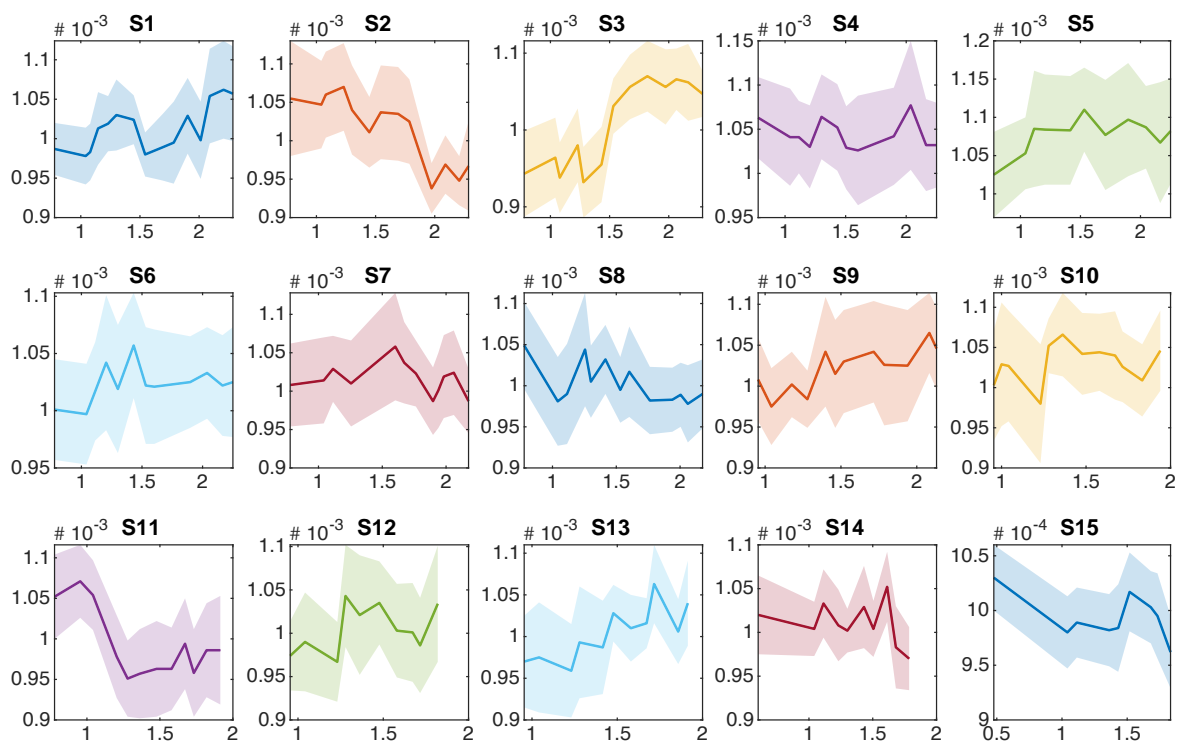 # 10-3 S1
1.1
1.05
1
0.95
0.9
1 1.5 2
# 10-3 S2
1.1
1.05
1
0.95
0.9
1 1.5 2
# 10-3 S3
1.1
1
0.9
1 1.5 2
# 10-3 S4
1.15
1.1
1.05
1
0.95
1 1.5 2
# 10-3 S5
1.2
1.15
1.1
1.05
1
1 1.5 2
# 10-3 S6
1.1
1.05
1
0.95
1 1.5 2
# 10-3 S7
1.1
1.05
1
0.95
0.9
1 1.5 2
# 10-3 S8
1.1
1.05
1
0.95
0.9
1 1.5 2
# 10-3 S9
1.1
1.05
1
0.95
0.9
1 1.5 2
# 10-3 S10
1.1
1.05
1
0.95
0.9
1 1.5 2
# 10-3 S11
1.1
1.05
1
0.95
0.9
1 1.5 2
# 10-3 S12
1.1
1.05
1
0.95
0.9
1 1.5 2
# 10-3 S13
1.1
1.05
1
0.95
0.9
1 1.5 2
# 10-3 S14
1.1
1.05
1
0.95
0.9
1 1.5 2
# 10-4 S15
10.5
10
9.5
9
0.5 1 1.5